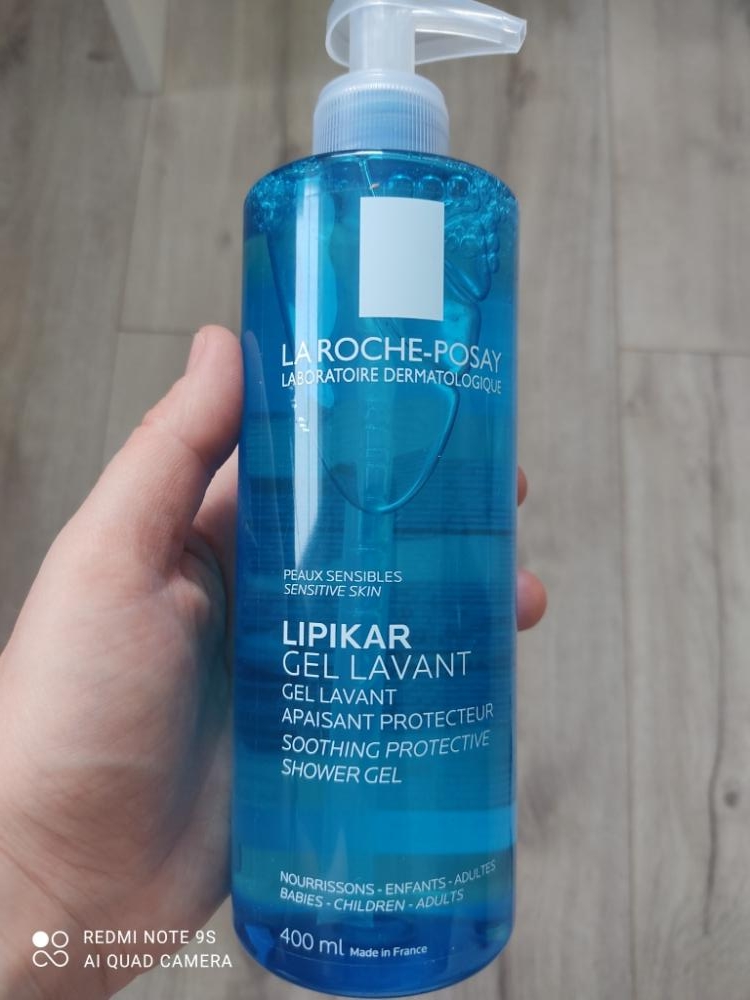 LA ROCHE-POSAY
LABORATOIRE DERMATOLOGIQUE
PEAUX SENSIBLES
SENSITIVE SKIN
LIPIKAR
GEL LAVANT
GEL LAVANT
APAISANT PROTECTEUR
SOOTHING PROTECTIVE
SHOWER GEL
NOURRISSONS - ENFANTS - ADULTES
BABIES - CHILDREN - ADULTS
400 ml Made in France
REDMI NOTE 9S
AI QUAD CAMERA